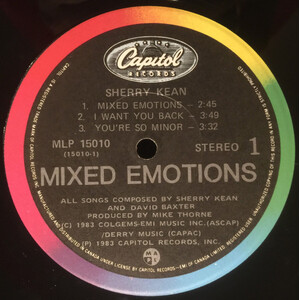 Capitol
RECORDS
SHERRY KEAN
1. MIXED EMOTIONS – 2:45
2. I WANT YOU BACK – 3:49
3. YOU'RE SO MINOR – 3:32
MLP 15010
(15010-1)
STEREO 1
MIXED EMOTIONS
ALL SONGS COMPOSED BY SHERRY KEAN
AND DAVID BAXTER
PRODUCED BY MIKE THORNE
(C) 1983 COLGEMS-EMI MUSIC INC.(ASCAP)
/DERRY MUSIC (CAPAC)
(P) 1983 CAPITOL RECORDS, INC.